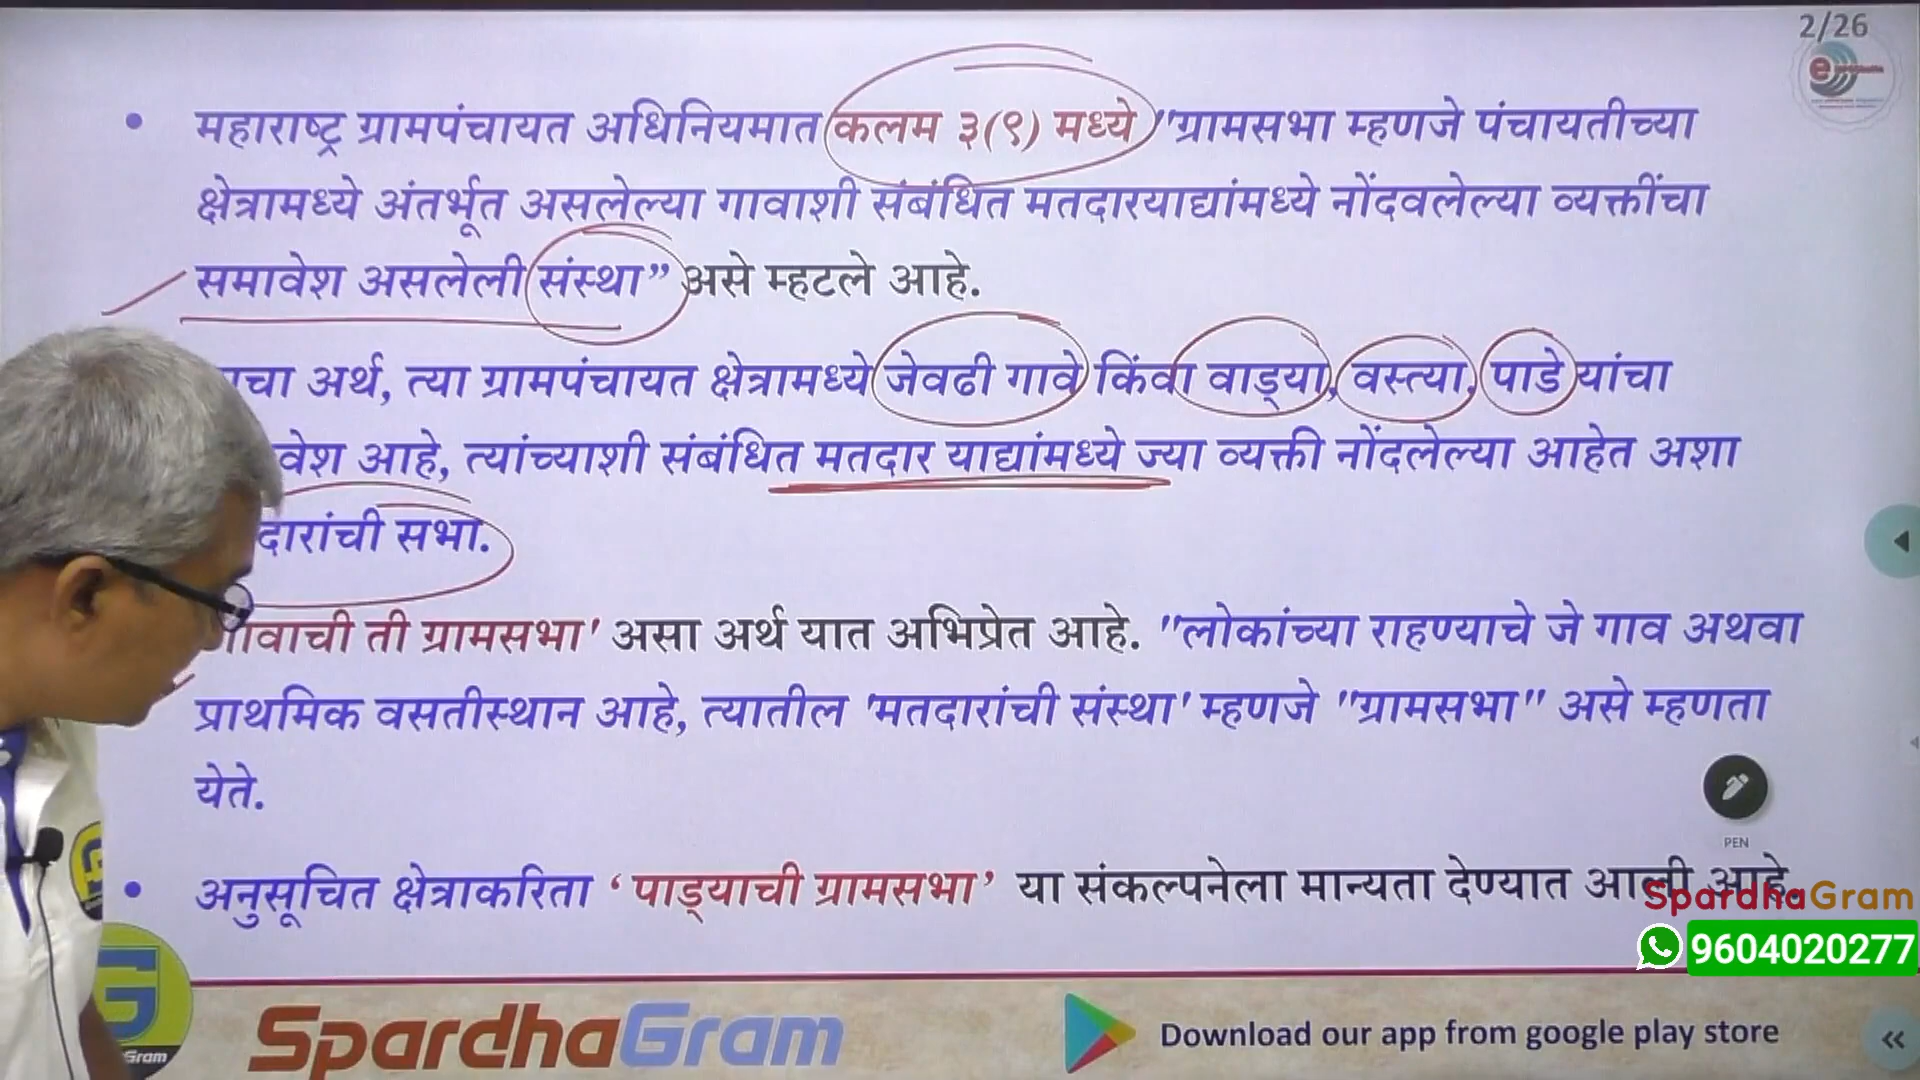 2/26
महाराष्ट्र ग्रामपंचायत अधिनियमात कलम ३(९) मध्ये "ग्रामसभा म्हणजे पंचायतीच्या
क्षेत्रामध्ये अंतर्भूत असलेल्या गावाशी संबंधित मतदारयाद्यांमध्ये नोंदवलेल्या व्यक्तींचा
समावेश असलेली संस्था” असे म्हटले आहे.
अर्थ, त्या ग्रामपंचायत क्षेत्रामध्ये जेवढी गावे किंवा वाड्या, वस्त्या, पाडे यांचा
आहे, त्यांच्याशी संबंधित मतदार याद्यांमध्ये ज्या व्यक्ती नोंदलेल्या आहेत अशा
सभा.
ती ग्रामसभा' असा अर्थ यात अभिप्रेत आहे. "लोकांच्या राहण्याचे जे गाव अथवा
प्राथमिक वसतीस्थान आहे, त्यातील 'मतदारांची संस्था' म्हणजे "ग्रामसभा" असे म्हणता
येते.
PEN
अनुसूचित क्षेत्राकरिता ‘पाड्याची ग्रामसभा’ या संकल्पनेला मान्यता देण्यात आली आहे.
SpardhaGram
9604020277
SpardhaGram
Download our app from google play store
Gram